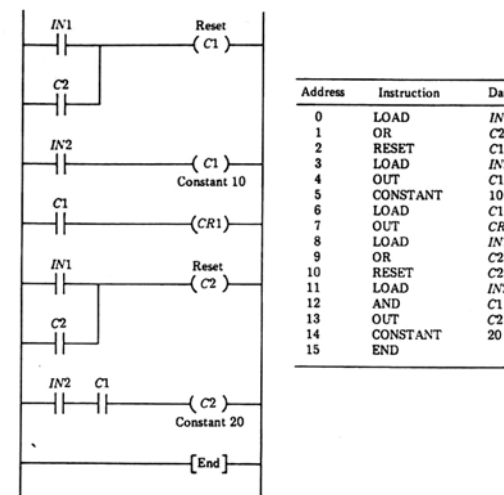 IN1 Reset
C1
C2
IN2 C1
Constant 10
C1 CR1
IN1 Reset
C2
C2
IN2 C1 C2
Constant 20
End
Address Instruction
0 LOAD
1 OR C2
2 RESET C1
3 LOAD
4 OUT C1
5 CONSTANT 10
6 LOAD C1
7 OUT
8 LOAD
9 OR C2
10 RESET C2
11 LOAD
12 AND C1
13 OUT C2
14 CONSTANT 20
15 END